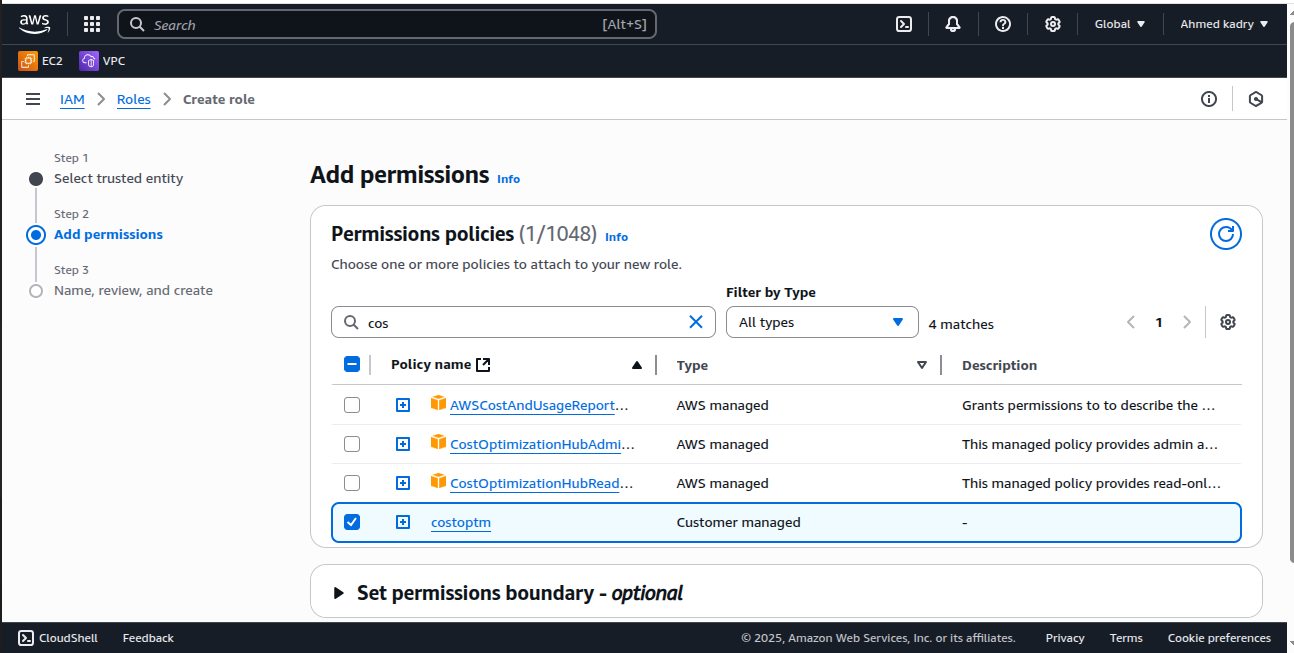 aws
Search [Alt+S]
Global
Ahmed kadry
EC2
VPC
IAM
Roles
Create role
Step 1
Select trusted entity
Step 2
Add permissions
Step 3
Name, review, and create
Add permissions Info
Permissions policies (1/1048) Info
Choose one or more policies to attach to your new role.
Filter by Type
cos
All types
4 matches
1
Policy name
Type
Description
AWSCostAndUsageReport... AWS managed Grants permissions to to describe the ...
CostOptimizationHubAdmi... AWS managed This managed policy provides admin a...
CostOptimizationHubRead... AWS managed This managed policy provides read-onl...
costoptm Customer managed -
Set permissions boundary - optional
CloudShell
Feedback
© 2025, Amazon Web Services, Inc. or its affiliates.
Privacy
Terms
Cookie preferences